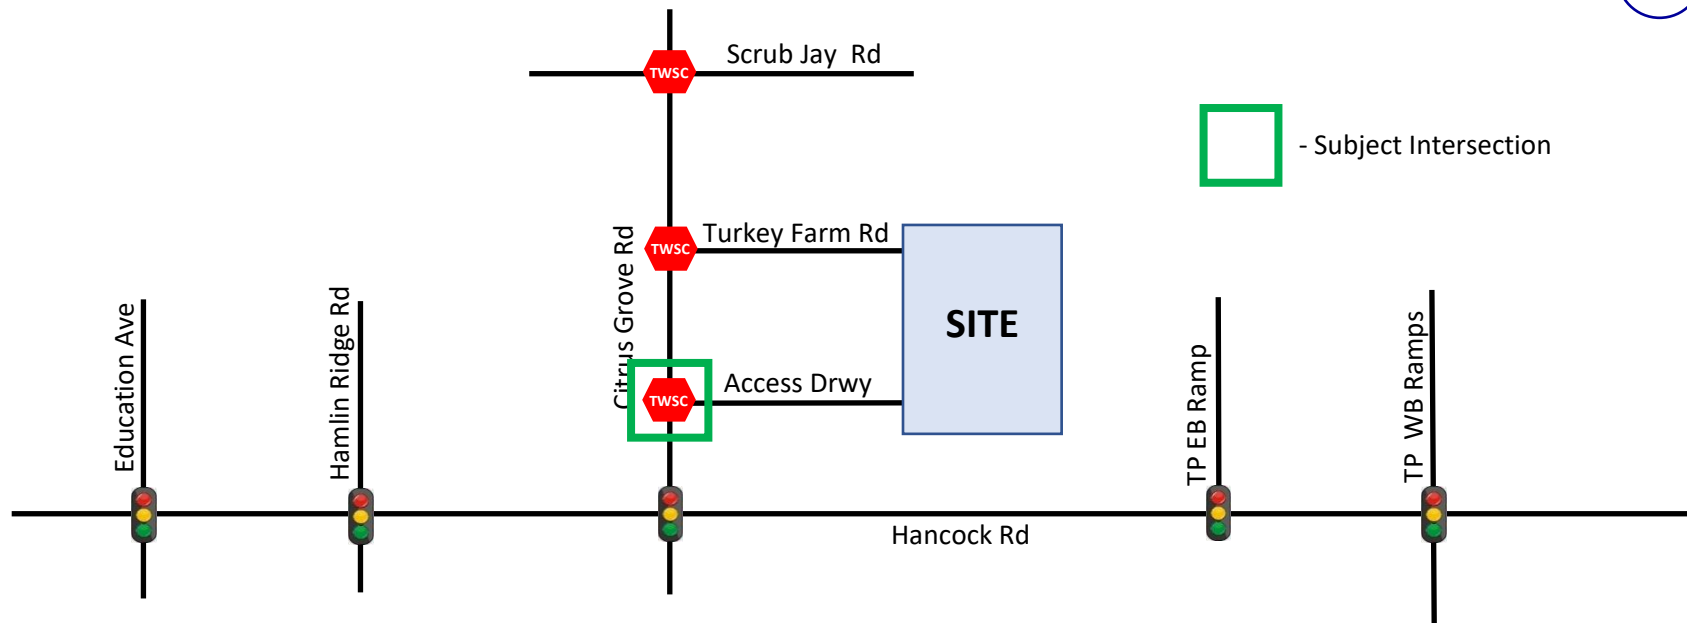 Scrub Jay Rd
TWSC
- Subject Intersection
Turkey Farm Rd
TWSC
Citrus Grove Rd
SITE
Access Drwy
TWSC
Education Ave
Hamlin Ridge Rd
TP EB Ramp
TP WB Ramps
Hancock Rd